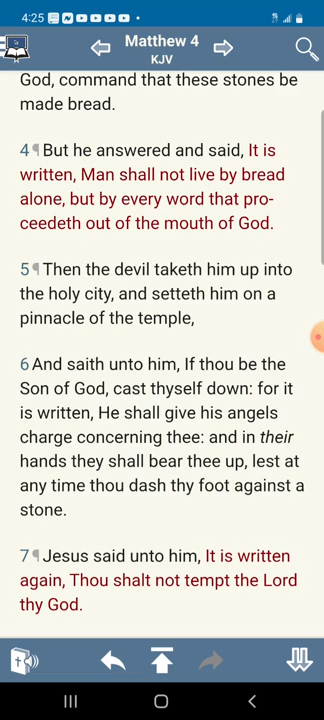 4:25
Matthew 4
KJV
God, command that these stones be
made bread.
4 ¶ But he answered and said, It is
written, Man shall not live by bread
alone, but by every word that pro-
ceedeth out of the mouth of God.
5 ¶ Then the devil taketh him up into
the holy city, and setteth him on a
pinnacle of the temple,
6 And saith unto him, If thou be the
Son of God, cast thyself down: for it
is written, He shall give his angels
charge concerning thee: and in their
hands they shall bear thee up, lest at
any time thou dash thy foot against a
stone.
7 ¶ Jesus said unto him, It is written
again, Thou shalt not tempt the Lord
thy God.